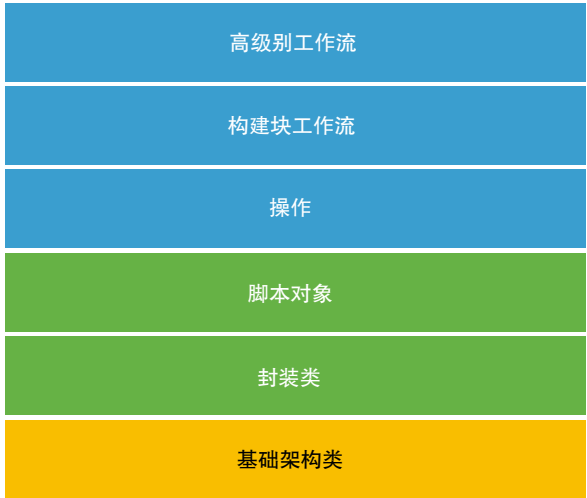 高级别工作流
构建块工作流
操作
脚本对象
封装类
基础架构类